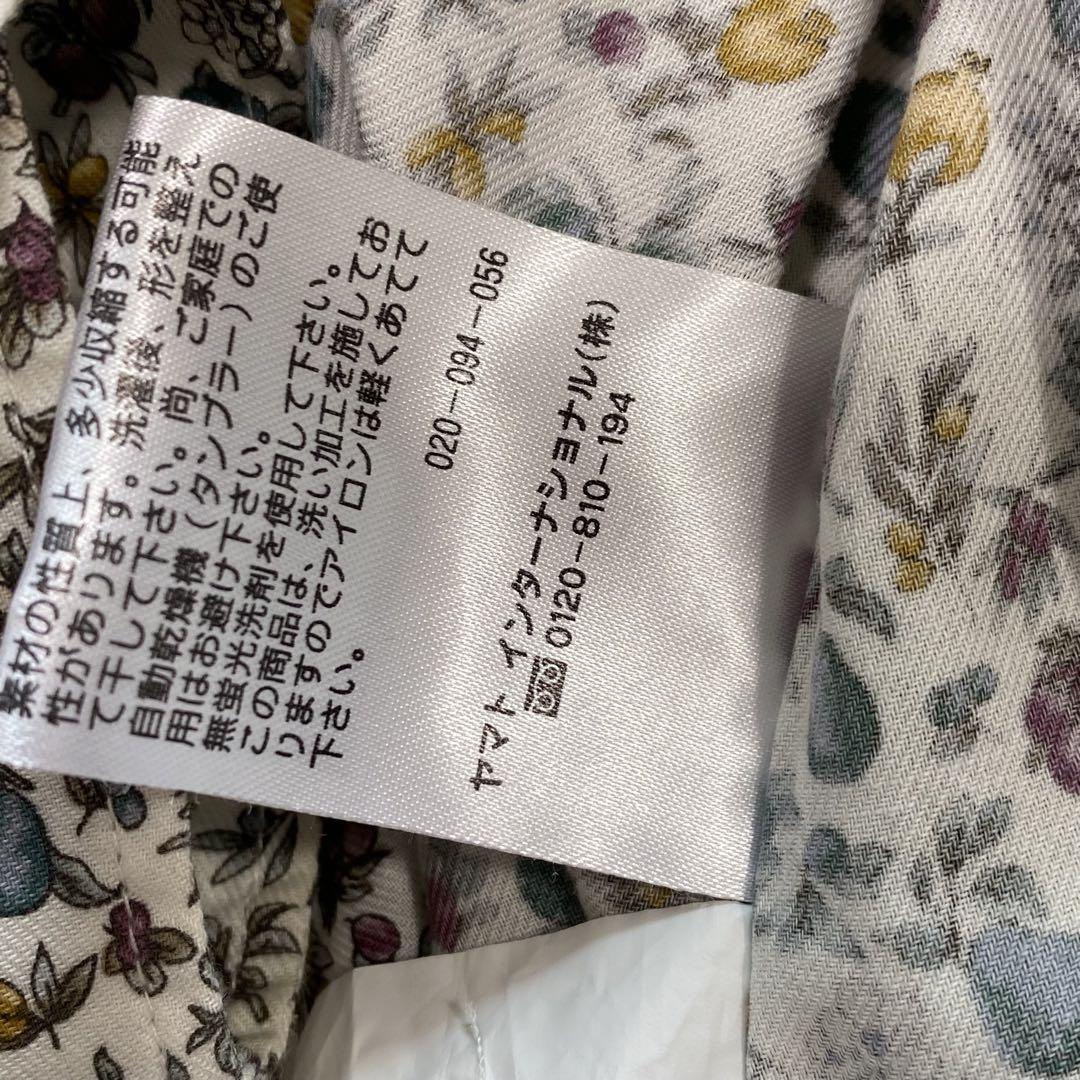 素材の性質上、多少収縮する可能
性があります。洗濯後、形を整え
て干して下さい。尚、ご家庭での
自動乾燥機（タンブラー）のご使
用はお避け下さい。
無蛍光洗剤を使用して下さい。
この商品は、洗い加工を施してお
りますのでアイロンは軽くあてて
下さい。
020-094-056
ヤマト インターナショナル(株)
0120-810-194